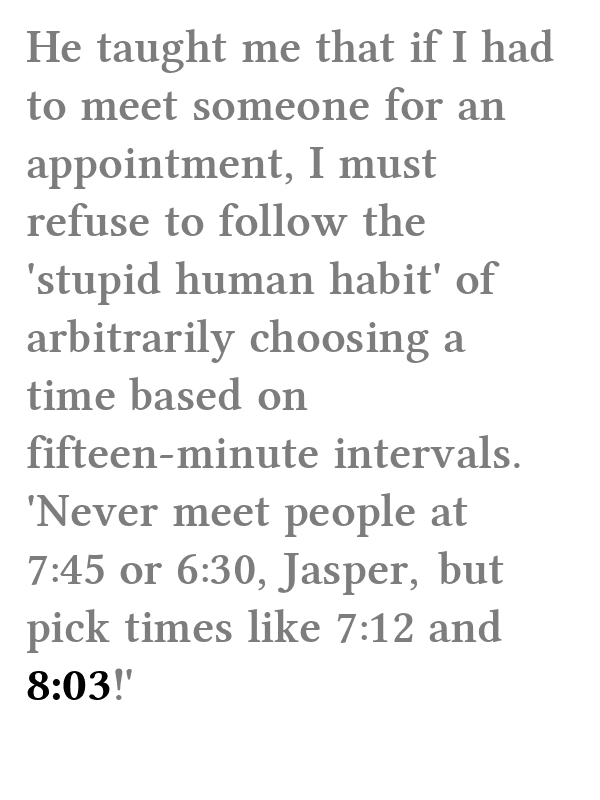 He taught me that if I had
to meet someone for an
appointment, I must
refuse to follow the
'stupid human habit' of
arbitrarily choosing a
time based on
fifteen-minute intervals.
'Never meet people at
7:45 or 6:30, Jasper, but
pick times like 7:12 and
8:03!'